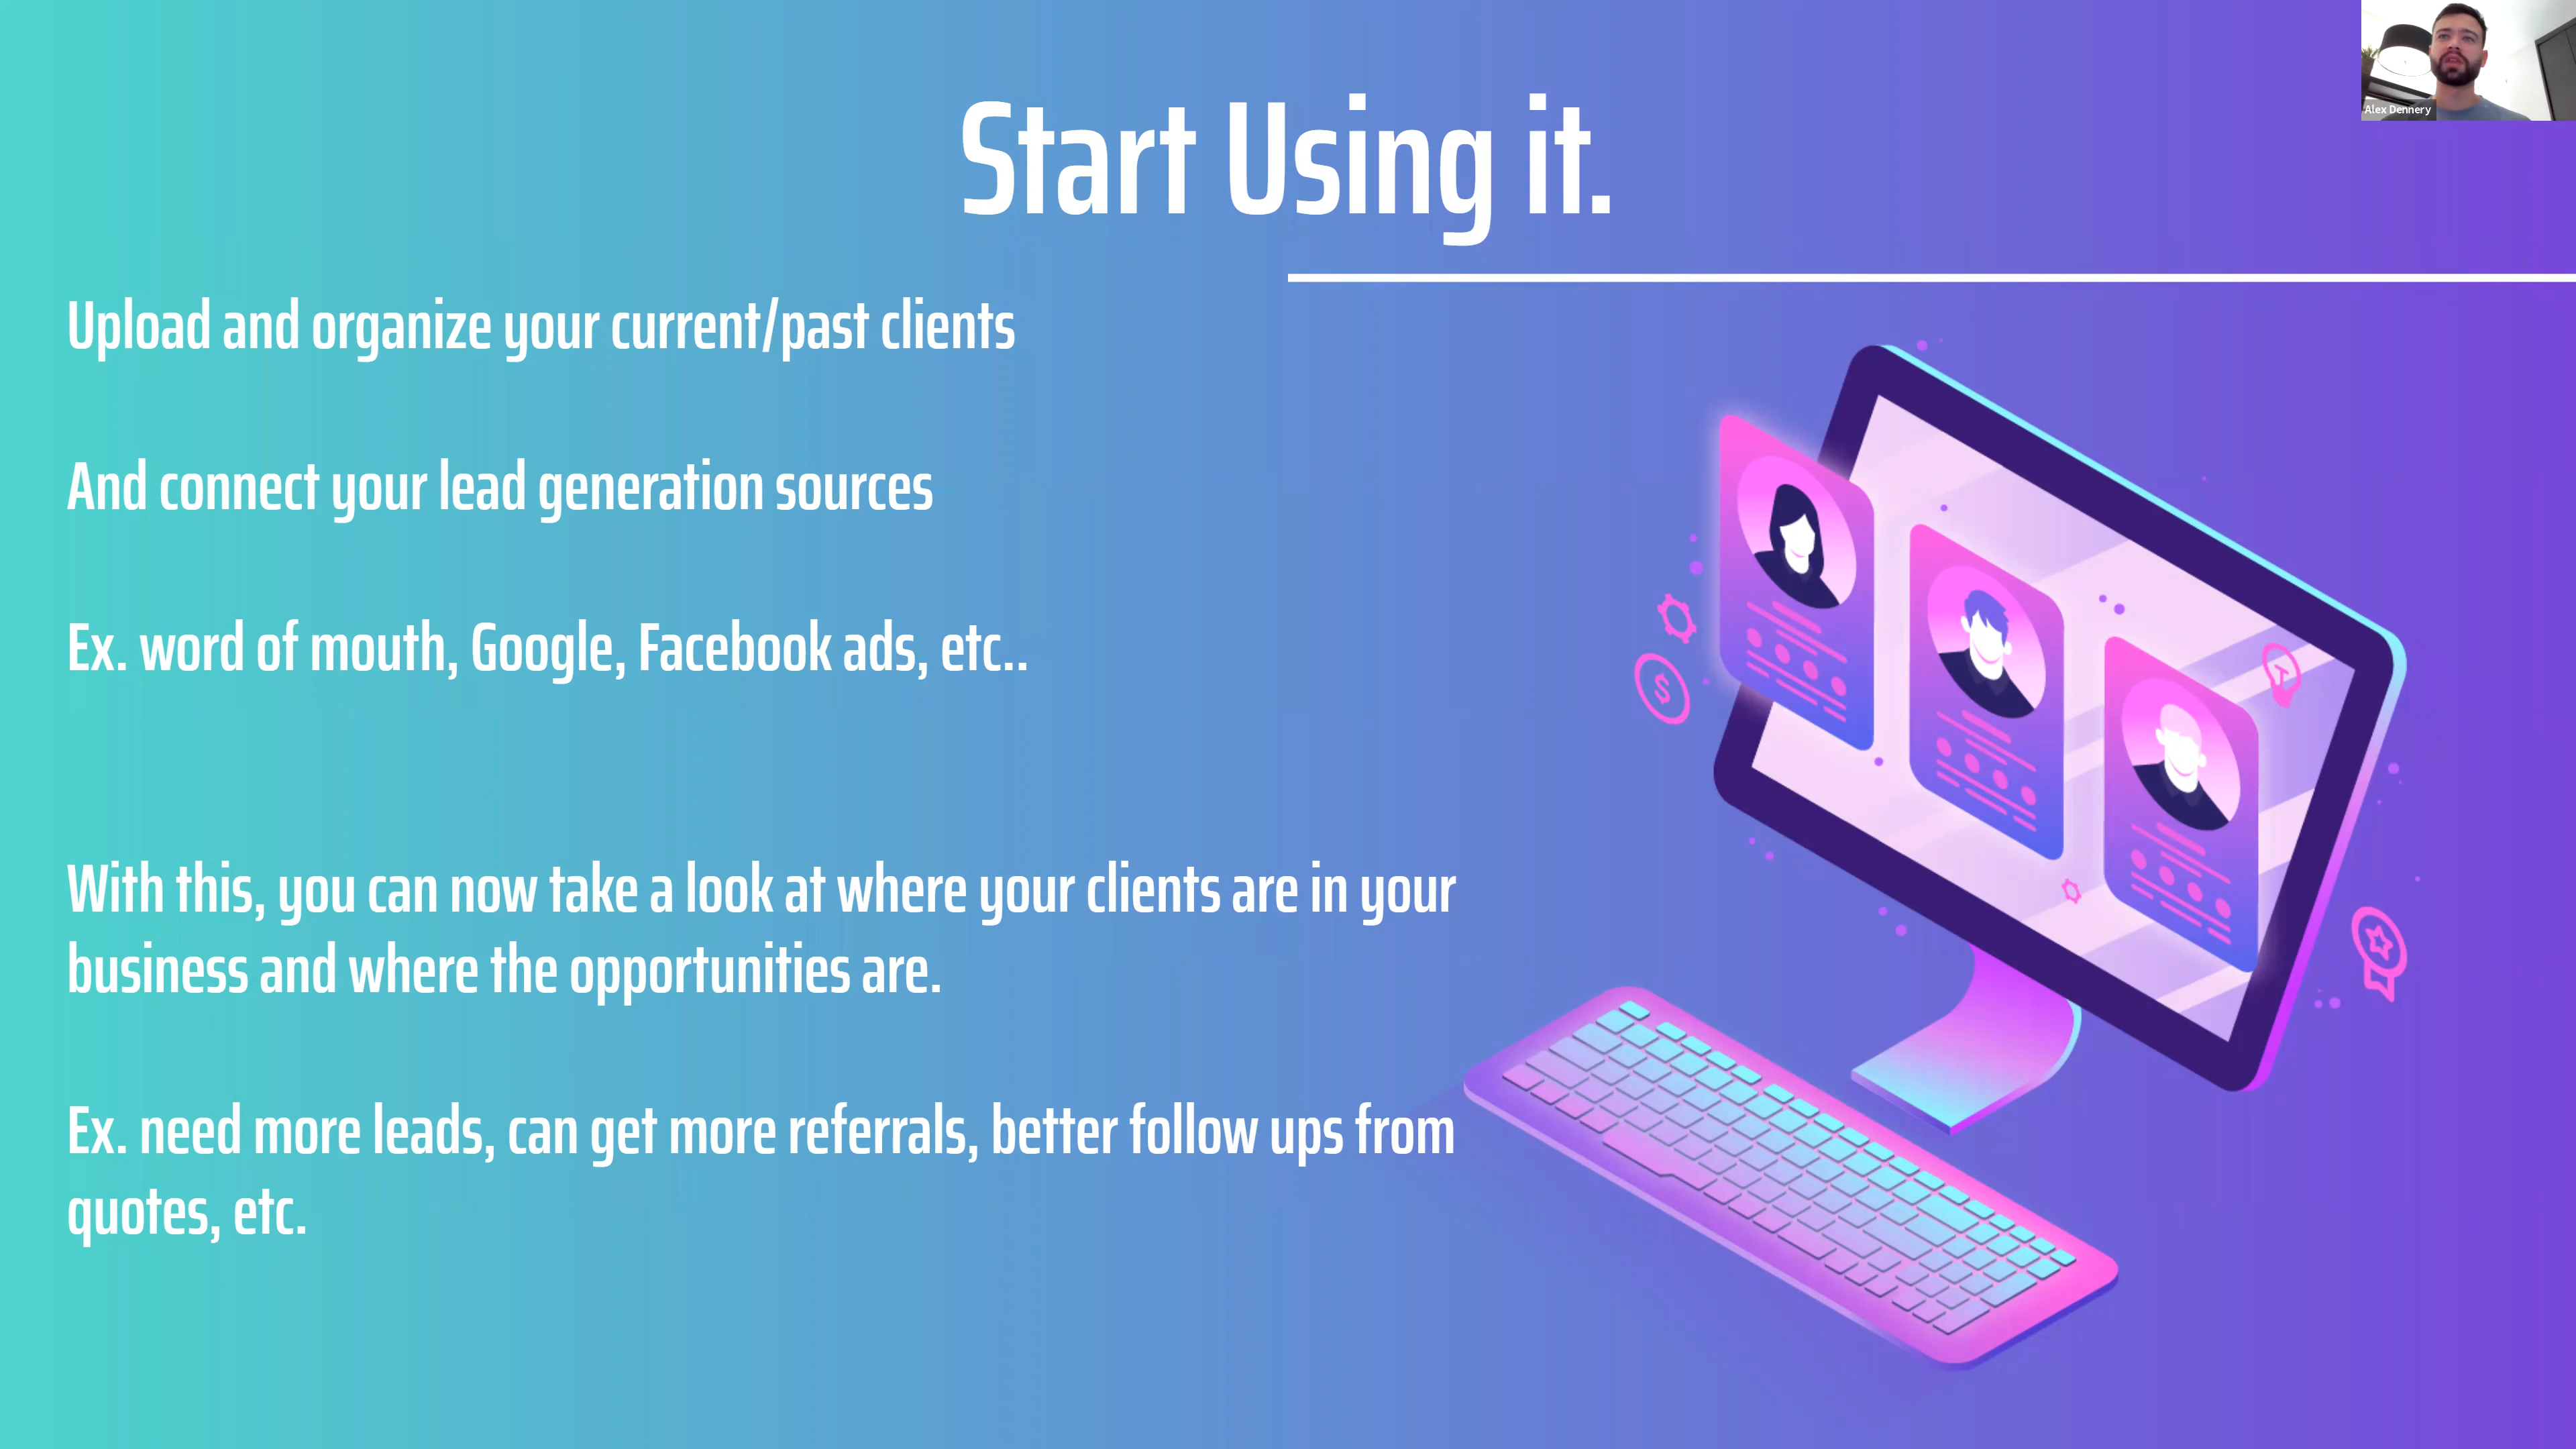 Start Using it.
Alex Dennery
Upload and organize your current/past clients
And connect your lead generation sources
Ex. word of mouth, Google, Facebook ads, etc..
With this, you can now take a look at where your clients are in your
business and where the opportunities are.
Ex. need more leads, can get more referrals, better follow ups from
quotes, etc.
$